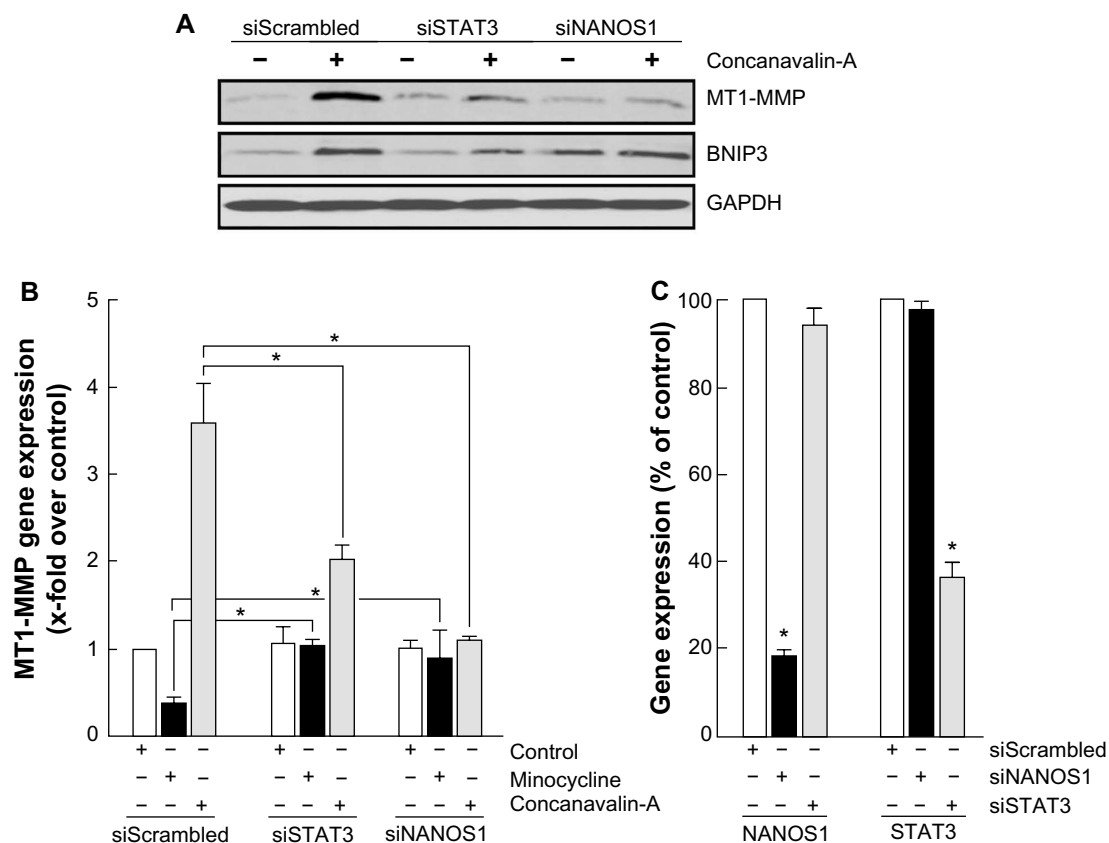 A
siScrambled siSTAT3 siNANOS1
– + – + – + Concanavalin-A
MT1-MMP
BNIP3
GAPDH
B
MT1-MMP gene expression
(x-fold over control)
5
4
3
2
1
0
* *
* *
+ – – + – – + – – Control
– + – – + – – + – Minocycline
– – + – – + – – + Concanavalin-A
siScrambled siSTAT3 siNANOS1
C
Gene expression (% of control)
100
80
60
40
20
0
* *
+ – – + – – siScrambled
– + – – + – siNANOS1
– – + – – + siSTAT3
NANOS1 STAT3